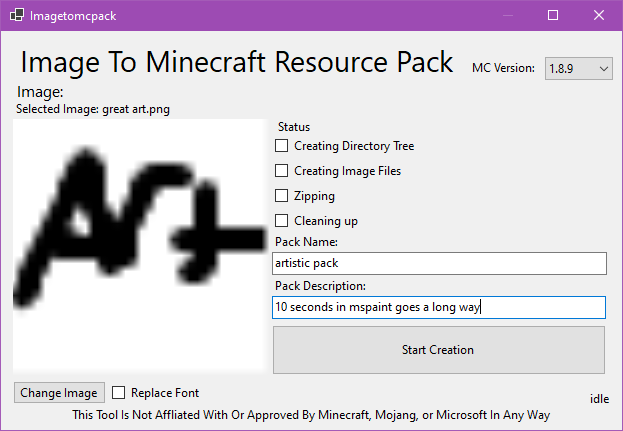 Imagetomcpack
Image To Minecraft Resource Pack
MC Version:
1.8.9
Image:
Selected Image: great art.png
Art
Status
Creating Directory Tree
Creating Image Files
Zipping
Cleaning up
Pack Name:
artistic pack
Pack Description:
10 seconds in mspaint goes a long way
Start Creation
Change Image
Replace Font
idle
This Tool Is Not Affliated With Or Approved By Minecraft, Mojang, or Microsoft In Any Way